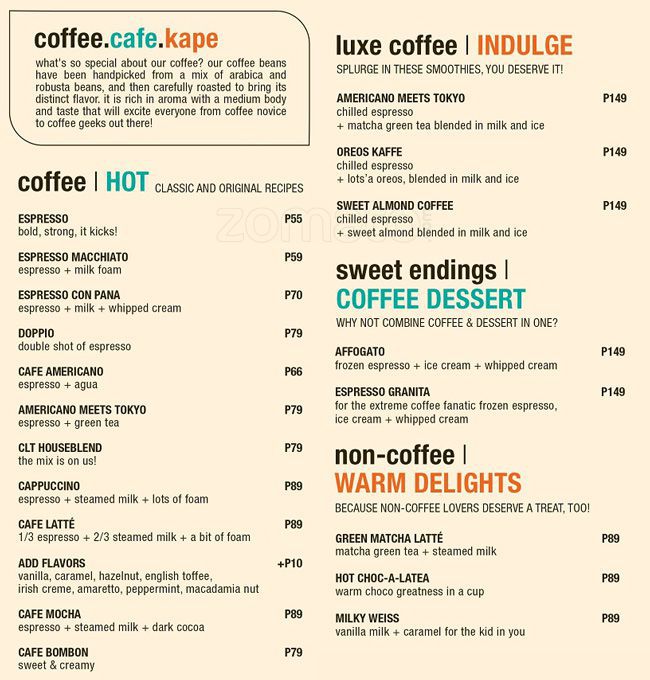 coffee.cafe.kape
what's so special about our coffee? our coffee beans
have been handpicked from a mix of arabica and
robusta beans, and then carefully roasted to bring its
distinct flavor. it is rich in aroma with a medium body
and taste that will excite everyone from coffee novice
to coffee geeks out there!
coffee | HOT CLASSIC AND ORIGINAL RECIPES
ESPRESSO P55
bold, strong, it kicks!
ESPRESSO MACCHIATO P59
espresso + milk foam
ESPRESSO CON PANA P70
espresso + milk + whipped cream
DOPPIO P79
double shot of espresso
CAFE AMERICANO P66
espresso + agua
AMERICANO MEETS TOKYO P79
espresso + green tea
CLT HOUSEBLEND P79
the mix is on us!
CAPPUCCINO P89
espresso + steamed milk + lots of foam
CAFE LATTÉ P89
1/3 espresso + 2/3 steamed milk + a bit of foam
ADD FLAVORS +P10
vanilla, caramel, hazelnut, english toffee,
irish creme, amaretto, peppermint, macadamia nut
CAFE MOCHA P89
espresso + steamed milk + dark cocoa
CAFE BOMBON P79
sweet & creamy
luxe coffee | INDULGE
SPLURGE IN THESE SMOOTHIES, YOU DESERVE IT!
AMERICANO MEETS TOKYO P149
chilled espresso
+ matcha green tea blended in milk and ice
OREOS KAFFE P149
chilled espresso
+ lots'a oreos, blended in milk and ice
SWEET ALMOND COFFEE P149
chilled espresso
+ sweet almond blended in milk and ice
sweet endings |
COFFEE DESSERT
WHY NOT COMBINE COFFEE & DESSERT IN ONE?
AFFOGATO P149
frozen espresso + ice cream + whipped cream
ESPRESSO GRANITA P149
for the extreme coffee fanatic frozen espresso,
ice cream + whipped cream
non-coffee |
WARM DELIGHTS
BECAUSE NON-COFFEE LOVERS DESERVE A TREAT, TOO!
GREEN MATCHA LATTÉ P89
matcha green tea + steamed milk
HOT CHOC-A-LATEA P89
warm choco greatness in a cup
MILKY WEISS P89
vanilla milk + caramel for the kid in you
zomato